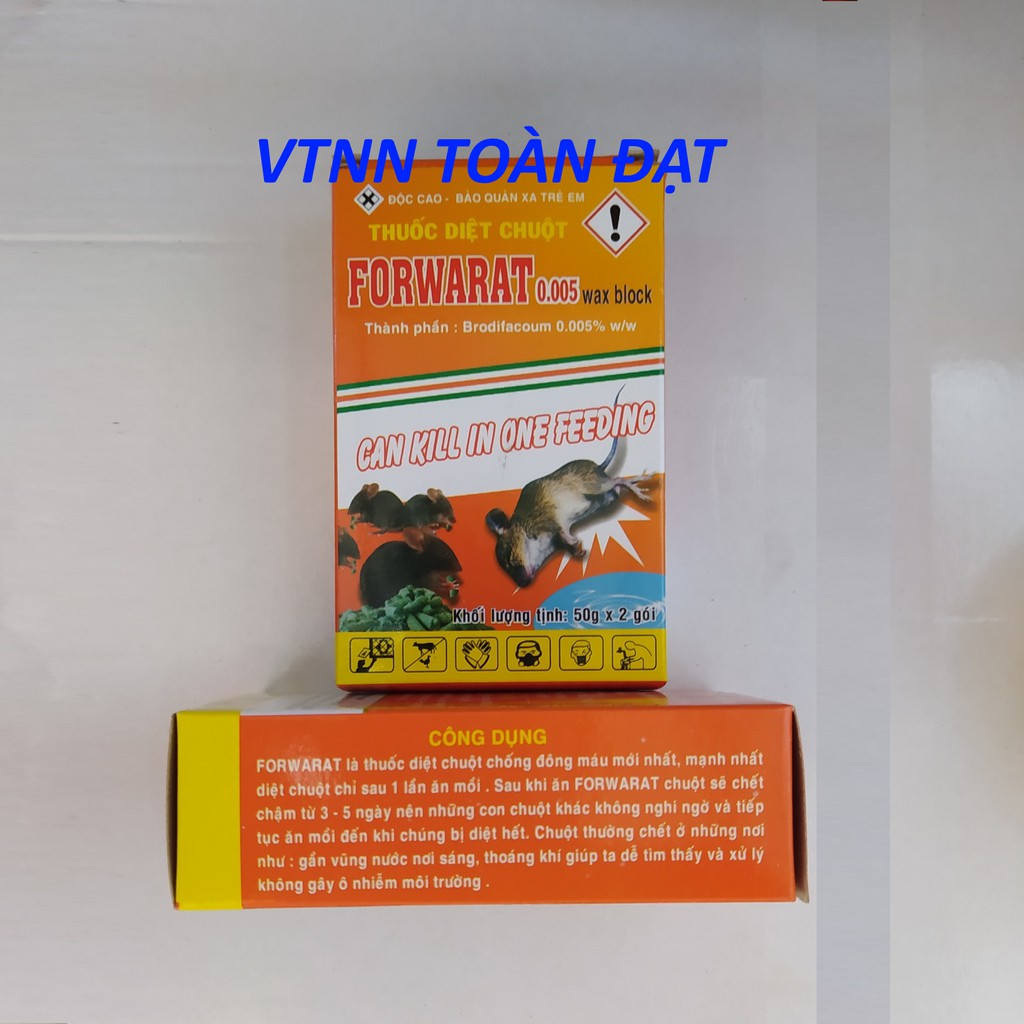 VTNN TOÀN ĐẠT
ĐỘC CAO - BẢO QUẢN XA TRẺ EM
THUỐC DIỆT CHUỘT
FORWARAT 0.005 wax block
Thành phần : Brodifacoum 0.005% w/w
CAN KILL IN ONE FEEDING
Khối lượng tịnh: 50g x 2 gói
CÔNG DỤNG
FORWARAT là thuốc diệt chuột chống đông máu mới nhất, mạnh nhất
diệt chuột chỉ sau 1 lần ăn mồi . Sau khi ăn FORWARAT chuột sẽ chết
chậm từ 3 - 5 ngày nện những con chuột khác không nghi ngờ và tiếp
tục ăn mồi đến khi chúng bị diệt hết. Chuột thường chết ở những nơi
như : gần vũng nước nơi sáng, thoáng khí giúp ta dễ tìm thấy và xử lý
không gây ô nhiễm môi trường .